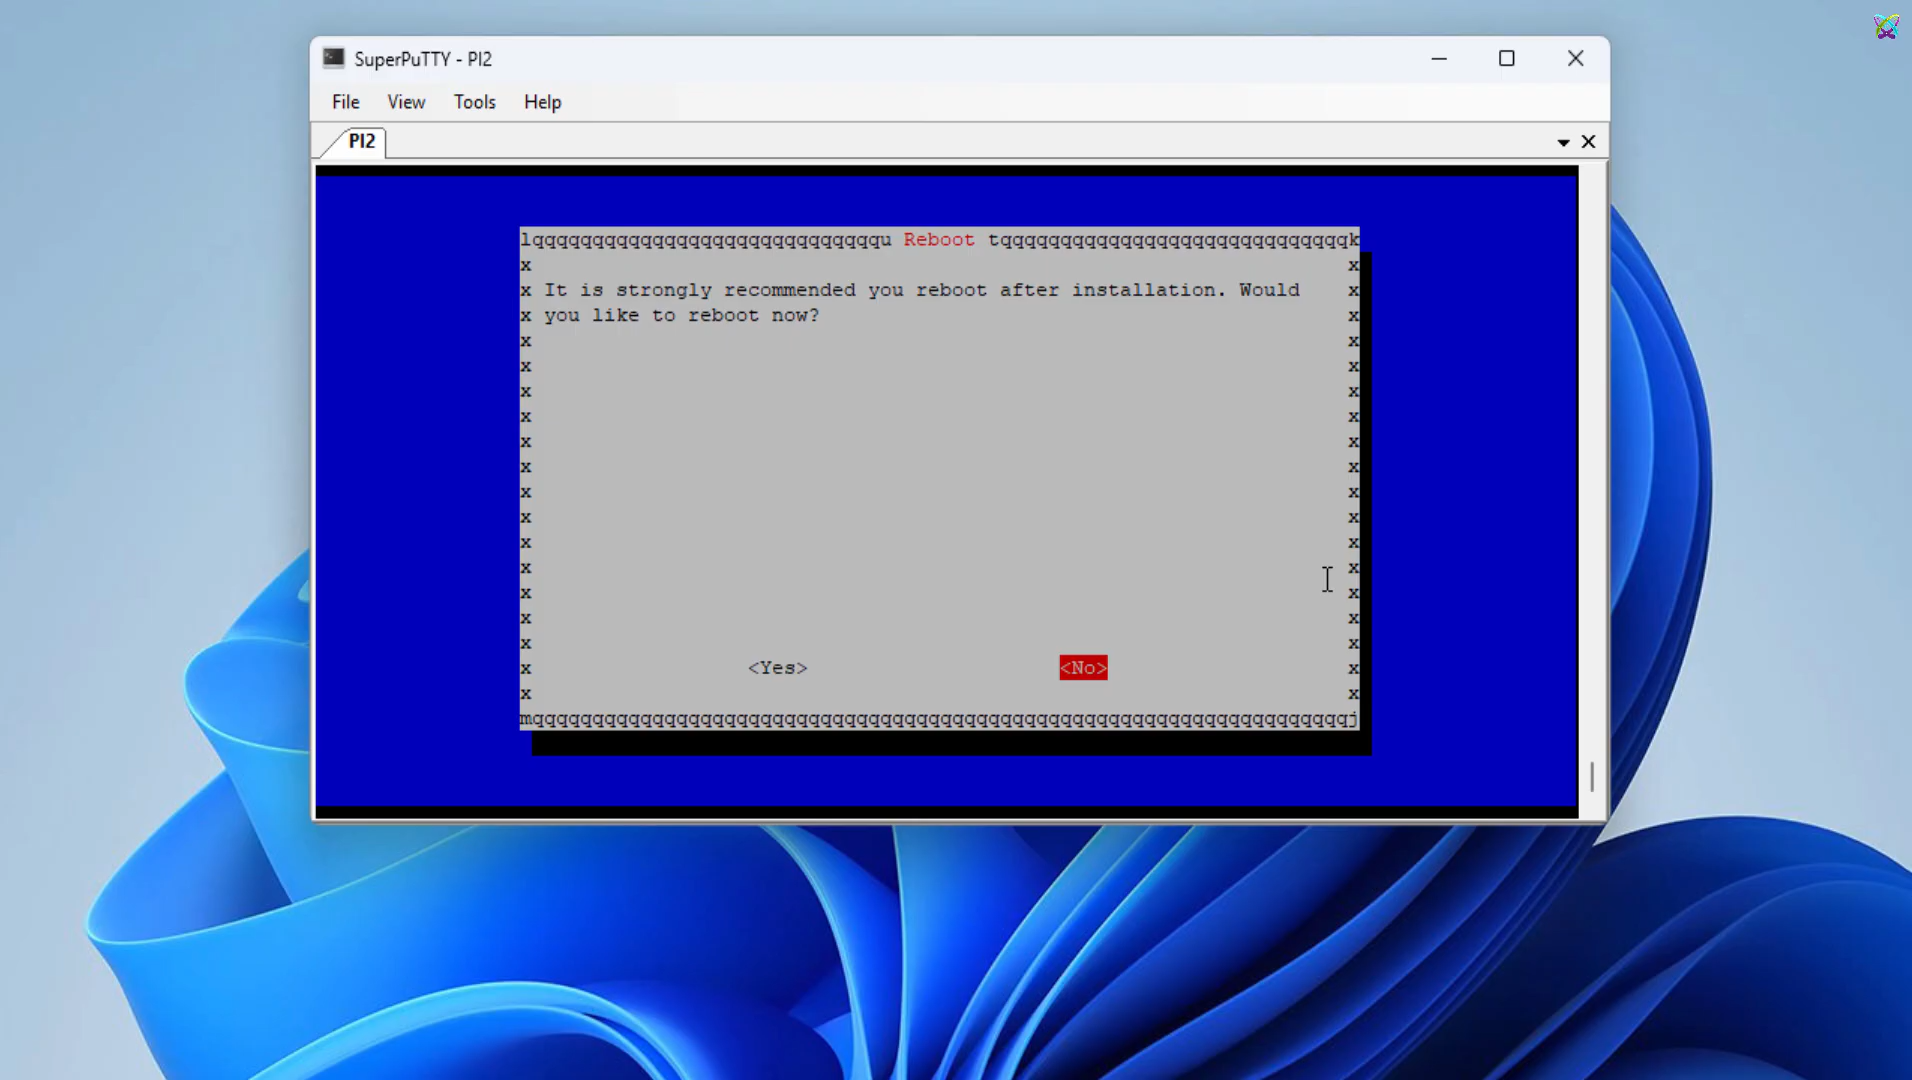 SuperPuTTY - PI2
File View Tools Help
PI2
lqqqqqqqqqqqqqqqqqqqqqqqqqqqqqu Reboot tqqqqqqqqqqqqqqqqqqqqqqqqqqqqqk
x x
x It is strongly recommended you reboot after installation. Would x
x you like to reboot now? x
x x
x x
x x
x x
x x
x x
x x
x x
x x
x x
x x
x x
x x
x <Yes> <No> x
x x
mqqqqqqqqqqqqqqqqqqqqqqqqqqqqqqqqqqqqqqqqqqqqqqqqqqqqqqqqqqqqqqqqqqqqj